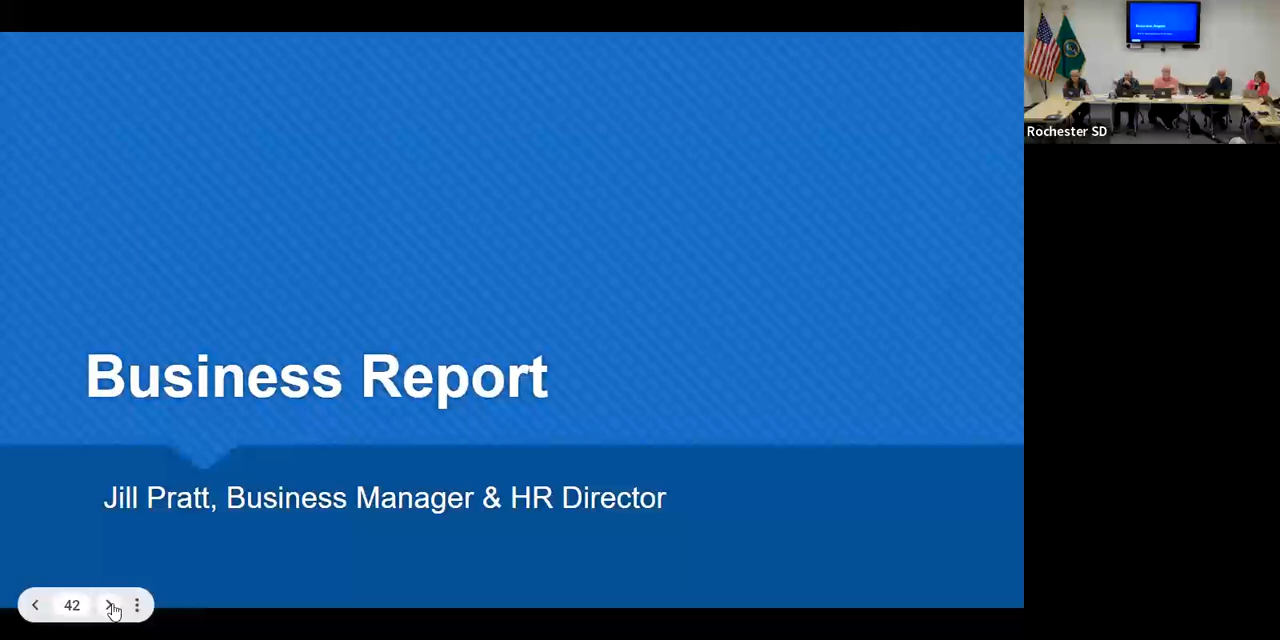 Business Report
Jill Pratt, Business Manager & HR Director
42
Rochester SD